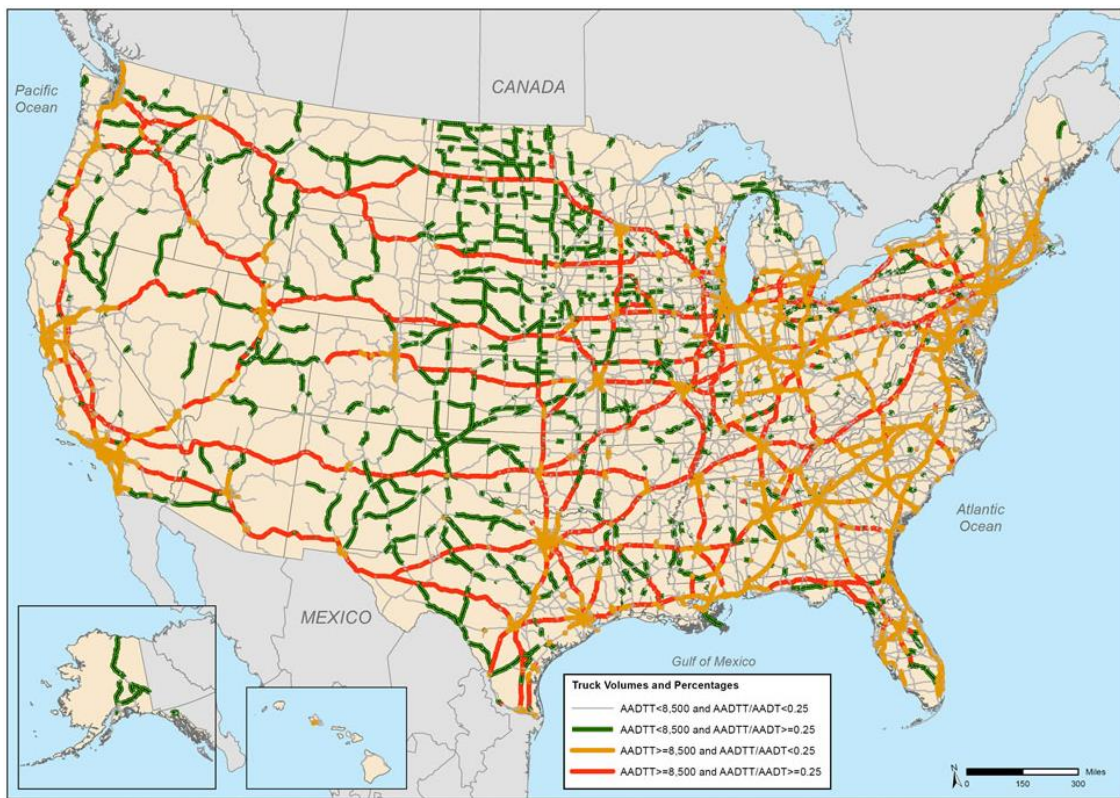 Pacific
Ocean
CANADA
Atlantic
Ocean
MEXICO
Gulf of Mexico
Truck Volumes and Percentages
AADTT<8,500 and AADTT/AADT<0.25
AADTT<8,500 and AADTT/AADT>=0.25
AADTT>=8,500 and AADTT/AADT<0.25
AADTT>=8,500 and AADTT/AADT>=0.25
N
Miles
0 150 300